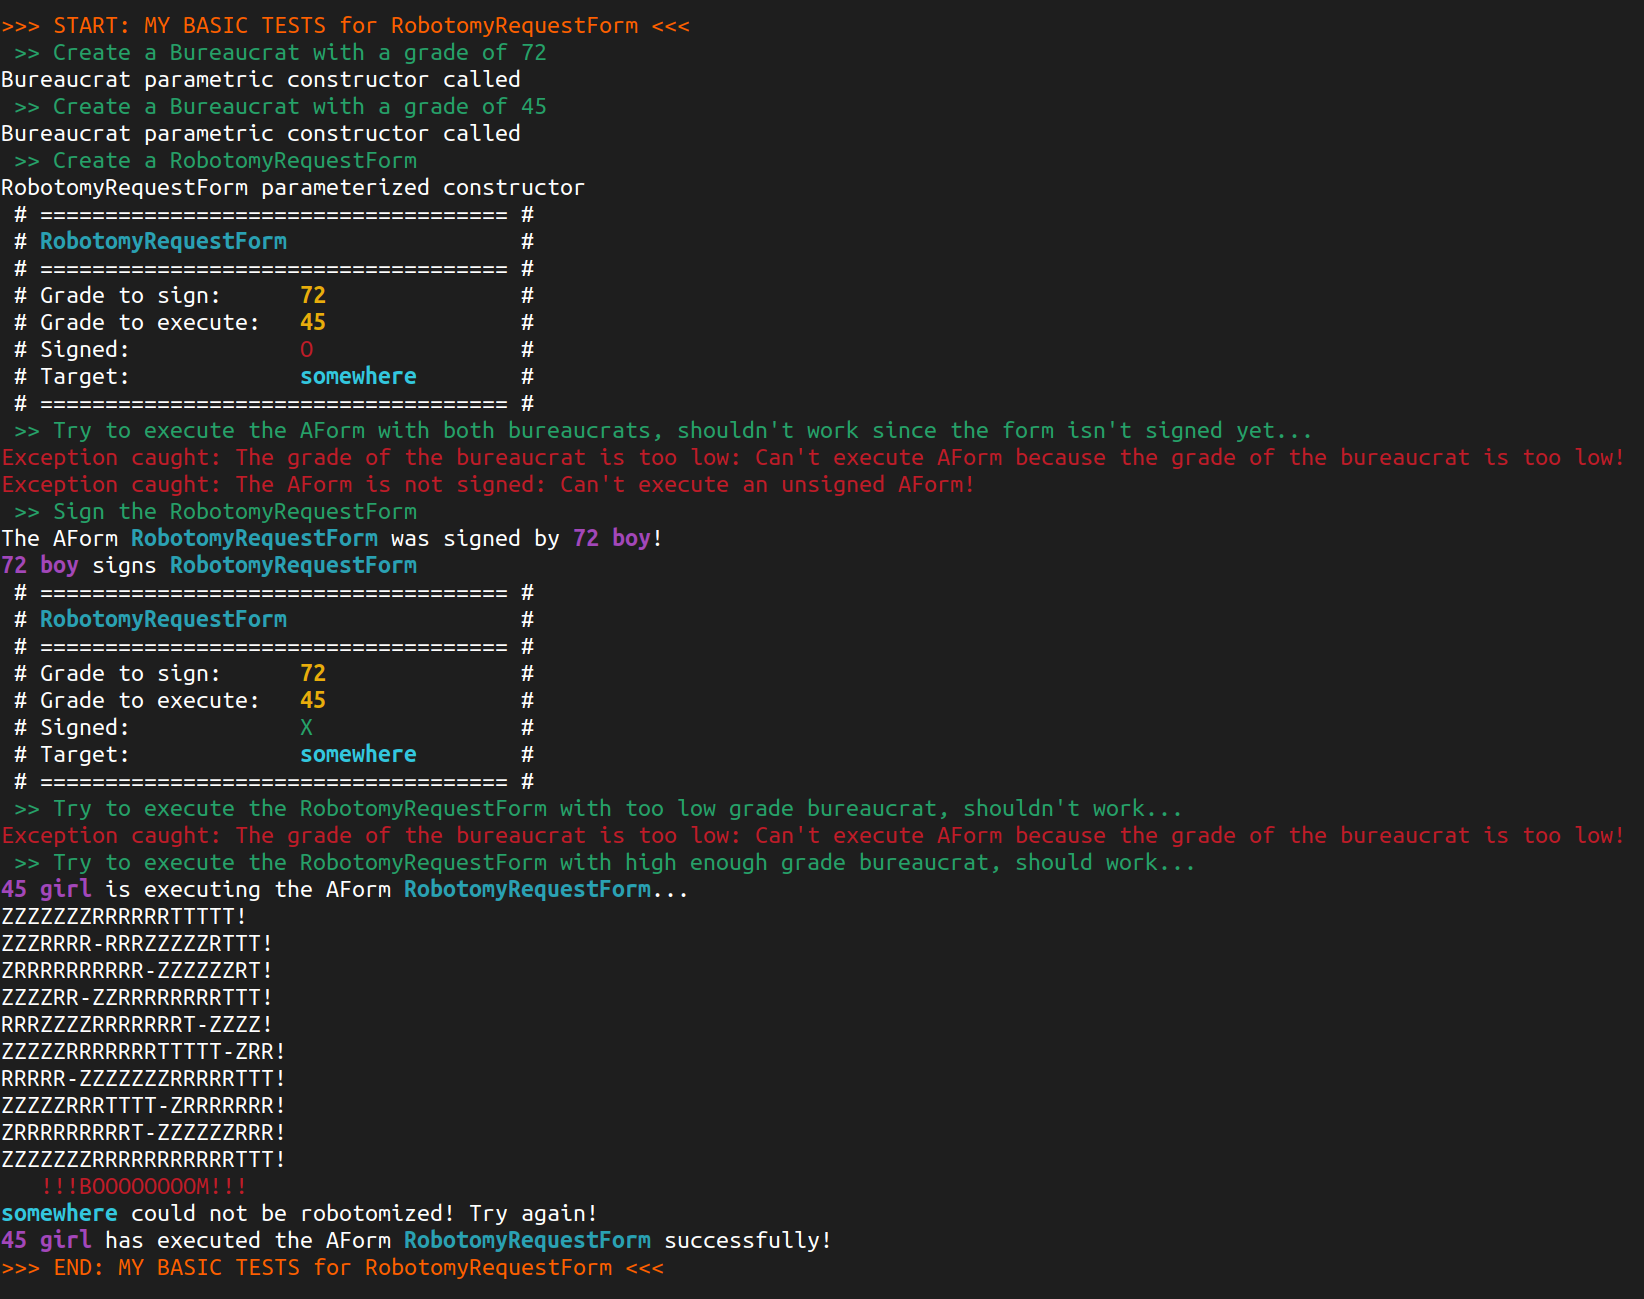 >>> START: MY BASIC TESTS for RobotomyRequestForm <<<
 >> Create a Bureaucrat with a grade of 72
Bureaucrat parametric constructor called
 >> Create a Bureaucrat with a grade of 45
Bureaucrat parametric constructor called
 >> Create a RobotomyRequestForm
RobotomyRequestForm parameterized constructor
 # ==================================== #
 # RobotomyRequestForm                  #
 # ==================================== #
 # Grade to sign:      72               #
 # Grade to execute:   45               #
 # Signed:             O                #
 # Target:             somewhere        #
 # ==================================== #
 >> Try to execute the AForm with both bureaucrats, shouldn't work since the form isn't signed yet...
Exception caught: The grade of the bureaucrat is too low: Can't execute AForm because the grade of the bureaucrat is too low!
Exception caught: The AForm is not signed: Can't execute an unsigned AForm!
 >> Sign the RobotomyRequestForm
The AForm RobotomyRequestForm was signed by 72 boy!
72 boy signs RobotomyRequestForm
 # ==================================== #
 # RobotomyRequestForm                  #
 # ==================================== #
 # Grade to sign:      72               #
 # Grade to execute:   45               #
 # Signed:             X                #
 # Target:             somewhere        #
 # ==================================== #
 >> Try to execute the RobotomyRequestForm with too low grade bureaucrat, shouldn't work...
Exception caught: The grade of the bureaucrat is too low: Can't execute AForm because the grade of the bureaucrat is too low!
 >> Try to execute the RobotomyRequestForm with high enough grade bureaucrat, should work...
45 girl is executing the AForm RobotomyRequestForm...
ZZZZZZZRRRRRRTTTTT!
ZZZRRRR-RRRZZZZZRTTT!
ZRRRRRRRRRR-ZZZZZZRT!
ZZZZRR-ZZRRRRRRRRTTT!
RRRZZZZRRRRRRRT-ZZZZ!
ZZZZZRRRRRRRTTTTT-ZRR!
RRRRR-ZZZZZZZRRRRRTTT!
ZZZZZRRRTTTT-ZRRRRRRR!
ZRRRRRRRRRT-ZZZZZZRRR!
ZZZZZZZRRRRRRRRRRRTTT!
   !!!BOOOOOOOOM!!!
somewhere could not be robotomized! Try again!
45 girl has executed the AForm RobotomyRequestForm successfully!
>>> END: MY BASIC TESTS for RobotomyRequestForm <<<